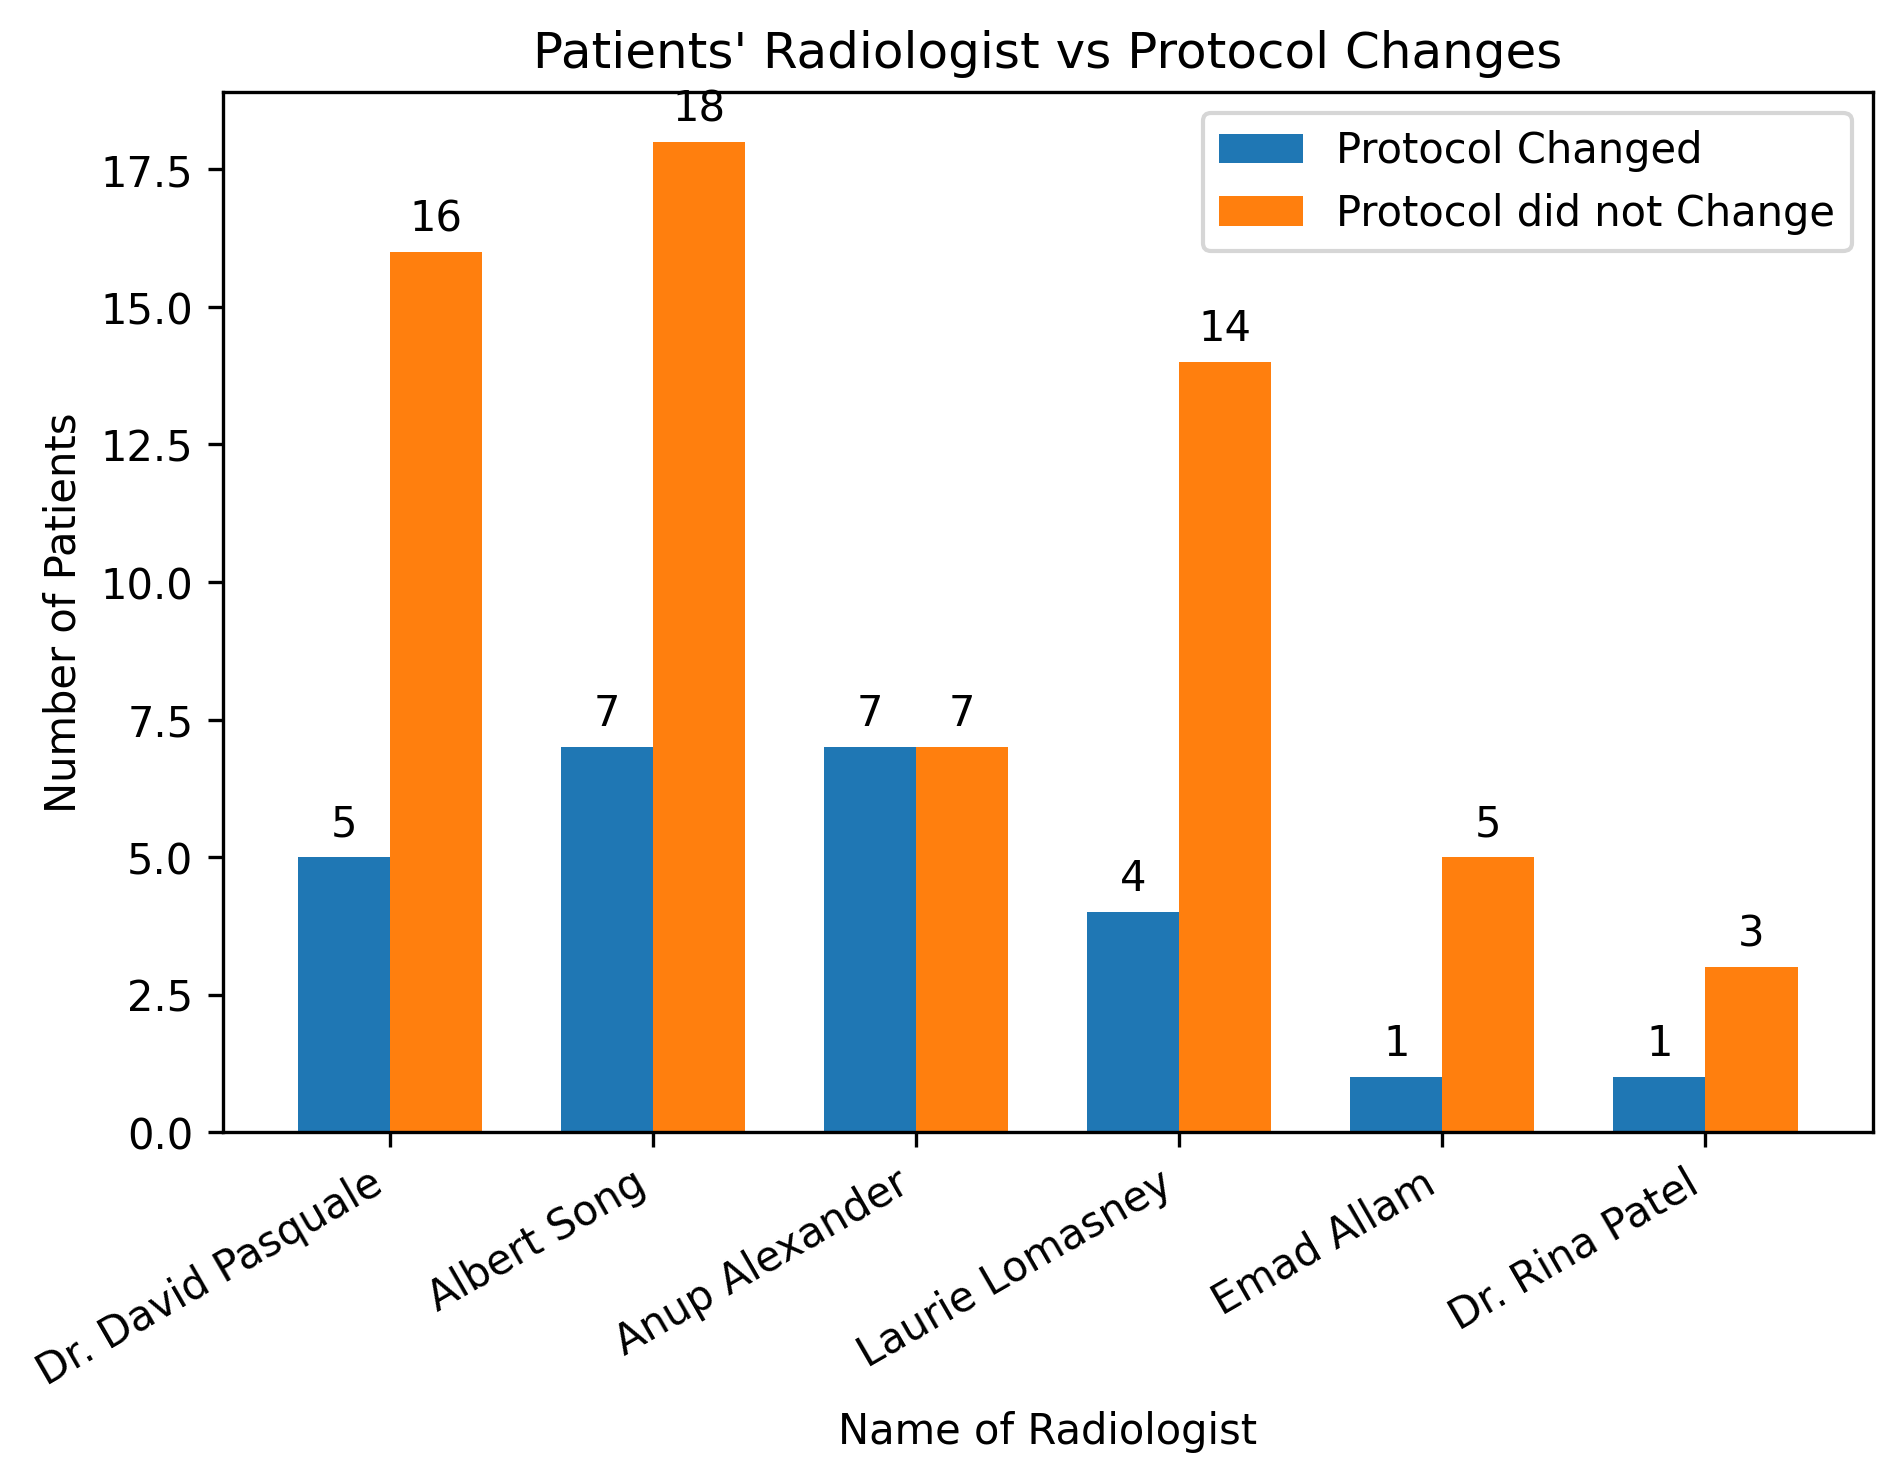 Patients' Radiologist vs Protocol Changes
Protocol Changed
Protocol did not Change
Number of Patients
17.5
15.0
12.5
10.0
7.5
5.0
2.5
0.0
5
16
7
18
7
7
4
14
1
5
1
3
Dr. David Pasquale
Albert Song
Anup Alexander
Laurie Lomasney
Emad Allam
Dr. Rina Patel
Name of Radiologist